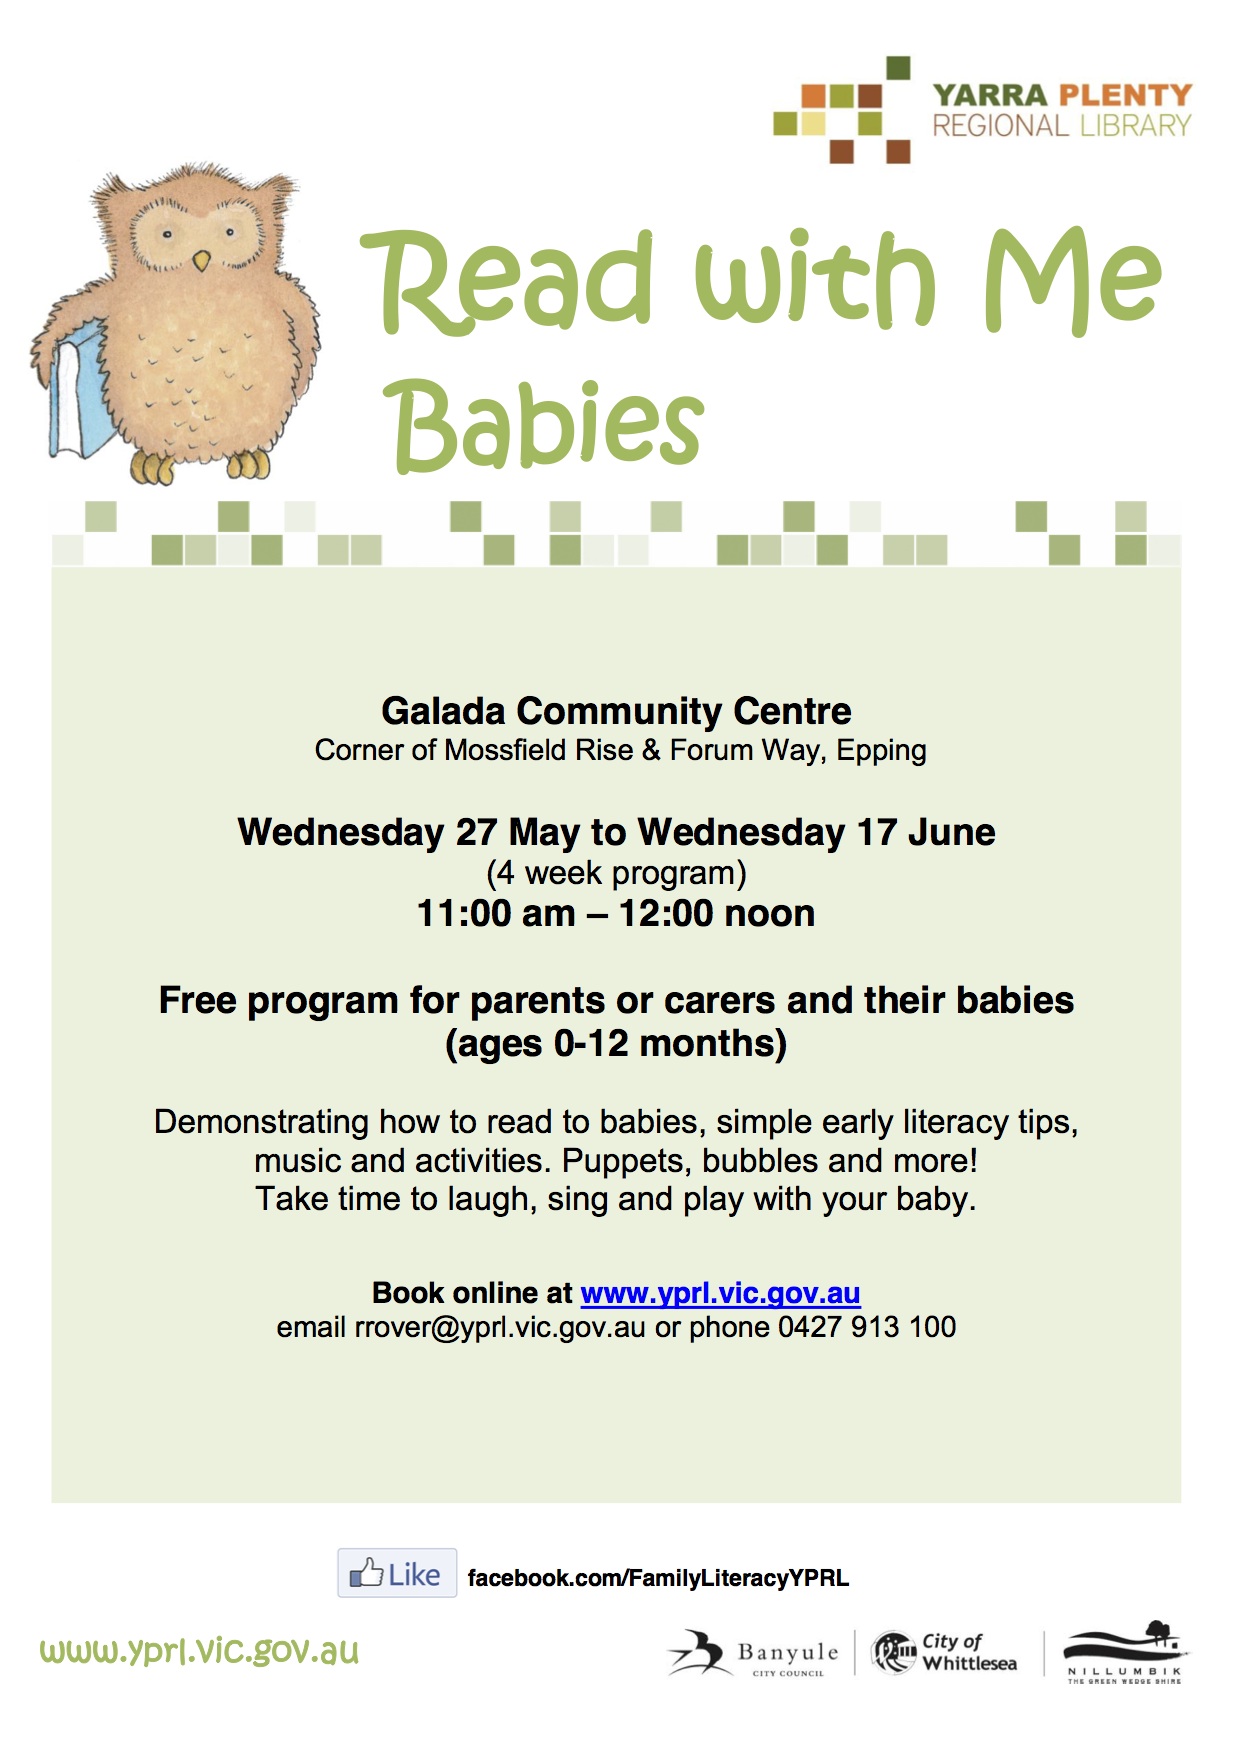 YARRA PLENTY
REGIONAL LIBRARY
Read with Me
Babies
Galada Community Centre
Corner of Mossfield Rise & Forum Way, Epping
Wednesday 27 May to Wednesday 17 June
(4 week program)
11:00 am – 12:00 noon
Free program for parents or carers and their babies
(ages 0-12 months)
Demonstrating how to read to babies, simple early literacy tips,
music and activities. Puppets, bubbles and more!
Take time to laugh, sing and play with your baby.
Book online at www.yprl.vic.gov.au
email rrover@yprl.vic.gov.au or phone 0427 913 100
Like facebook.com/FamilyLiteracyYPRL
www.yprl.vic.gov.au
Banyule
CITY COUNCIL
City of
Whittlesea
NILLUMBIK
THE GREEN WEDGE SHIRE